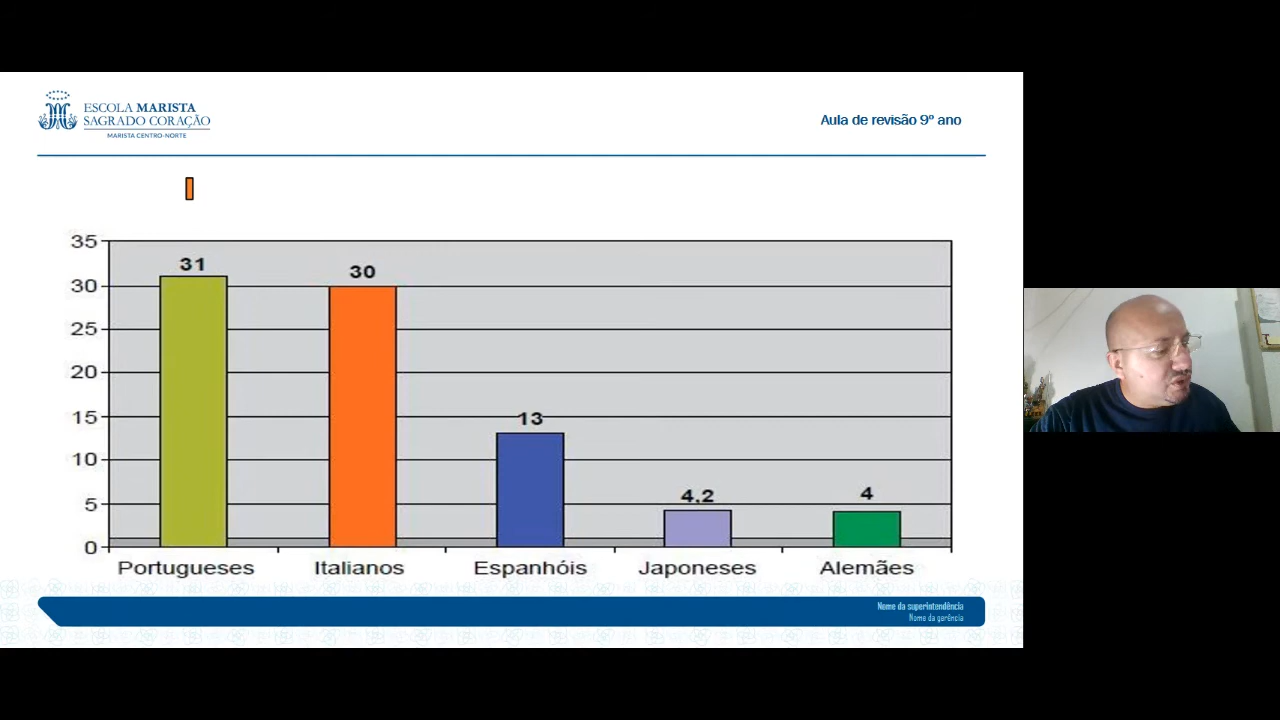 ESCOLA MARISTA
SAGRADO CORAÇÃO
MARISTA CENTRO-NORTE
Aula de revisão 9º ano
35
30
25
20
15
10
5
0
31
30
13
4,2
4
Portugueses Italianos Espanhóis Japoneses Alemães
Nome da superintendência
Nome da gerência